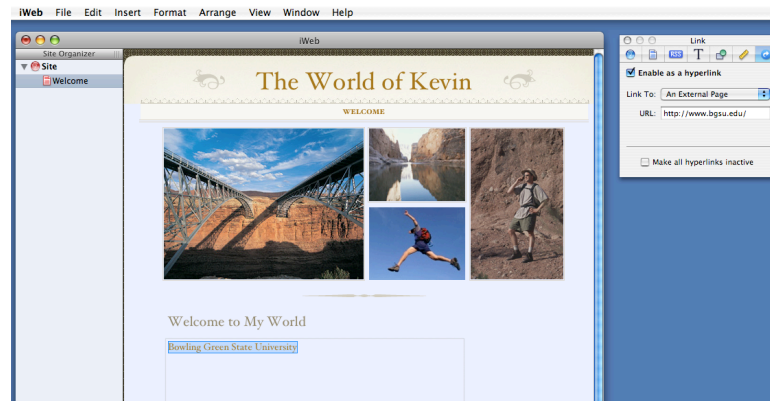 iWeb File Edit Insert Format Arrange View Window Help
iWeb
Site Organizer
Site
Welcome
The World of Kevin
WELCOME
Welcome to My World
Bowling Green State University
Link
RSS T
Enable as a hyperlink
Link To: An External Page
URL: http://www.bgsu.edu/
Make all hyperlinks inactive